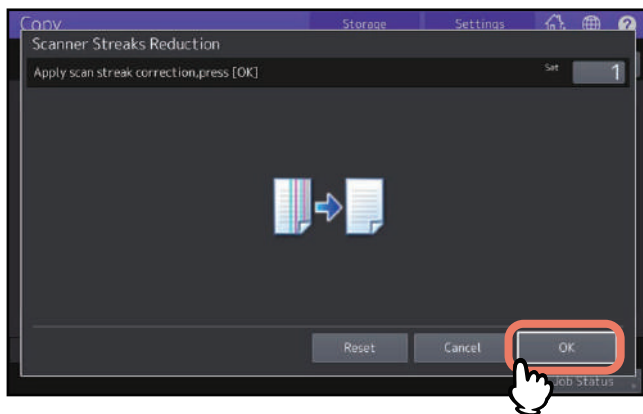 Copy Storage Settings
Scanner Streaks Reduction
Apply scan streak correction,press [OK] Set 1
Reset Cancel OK
Job Status